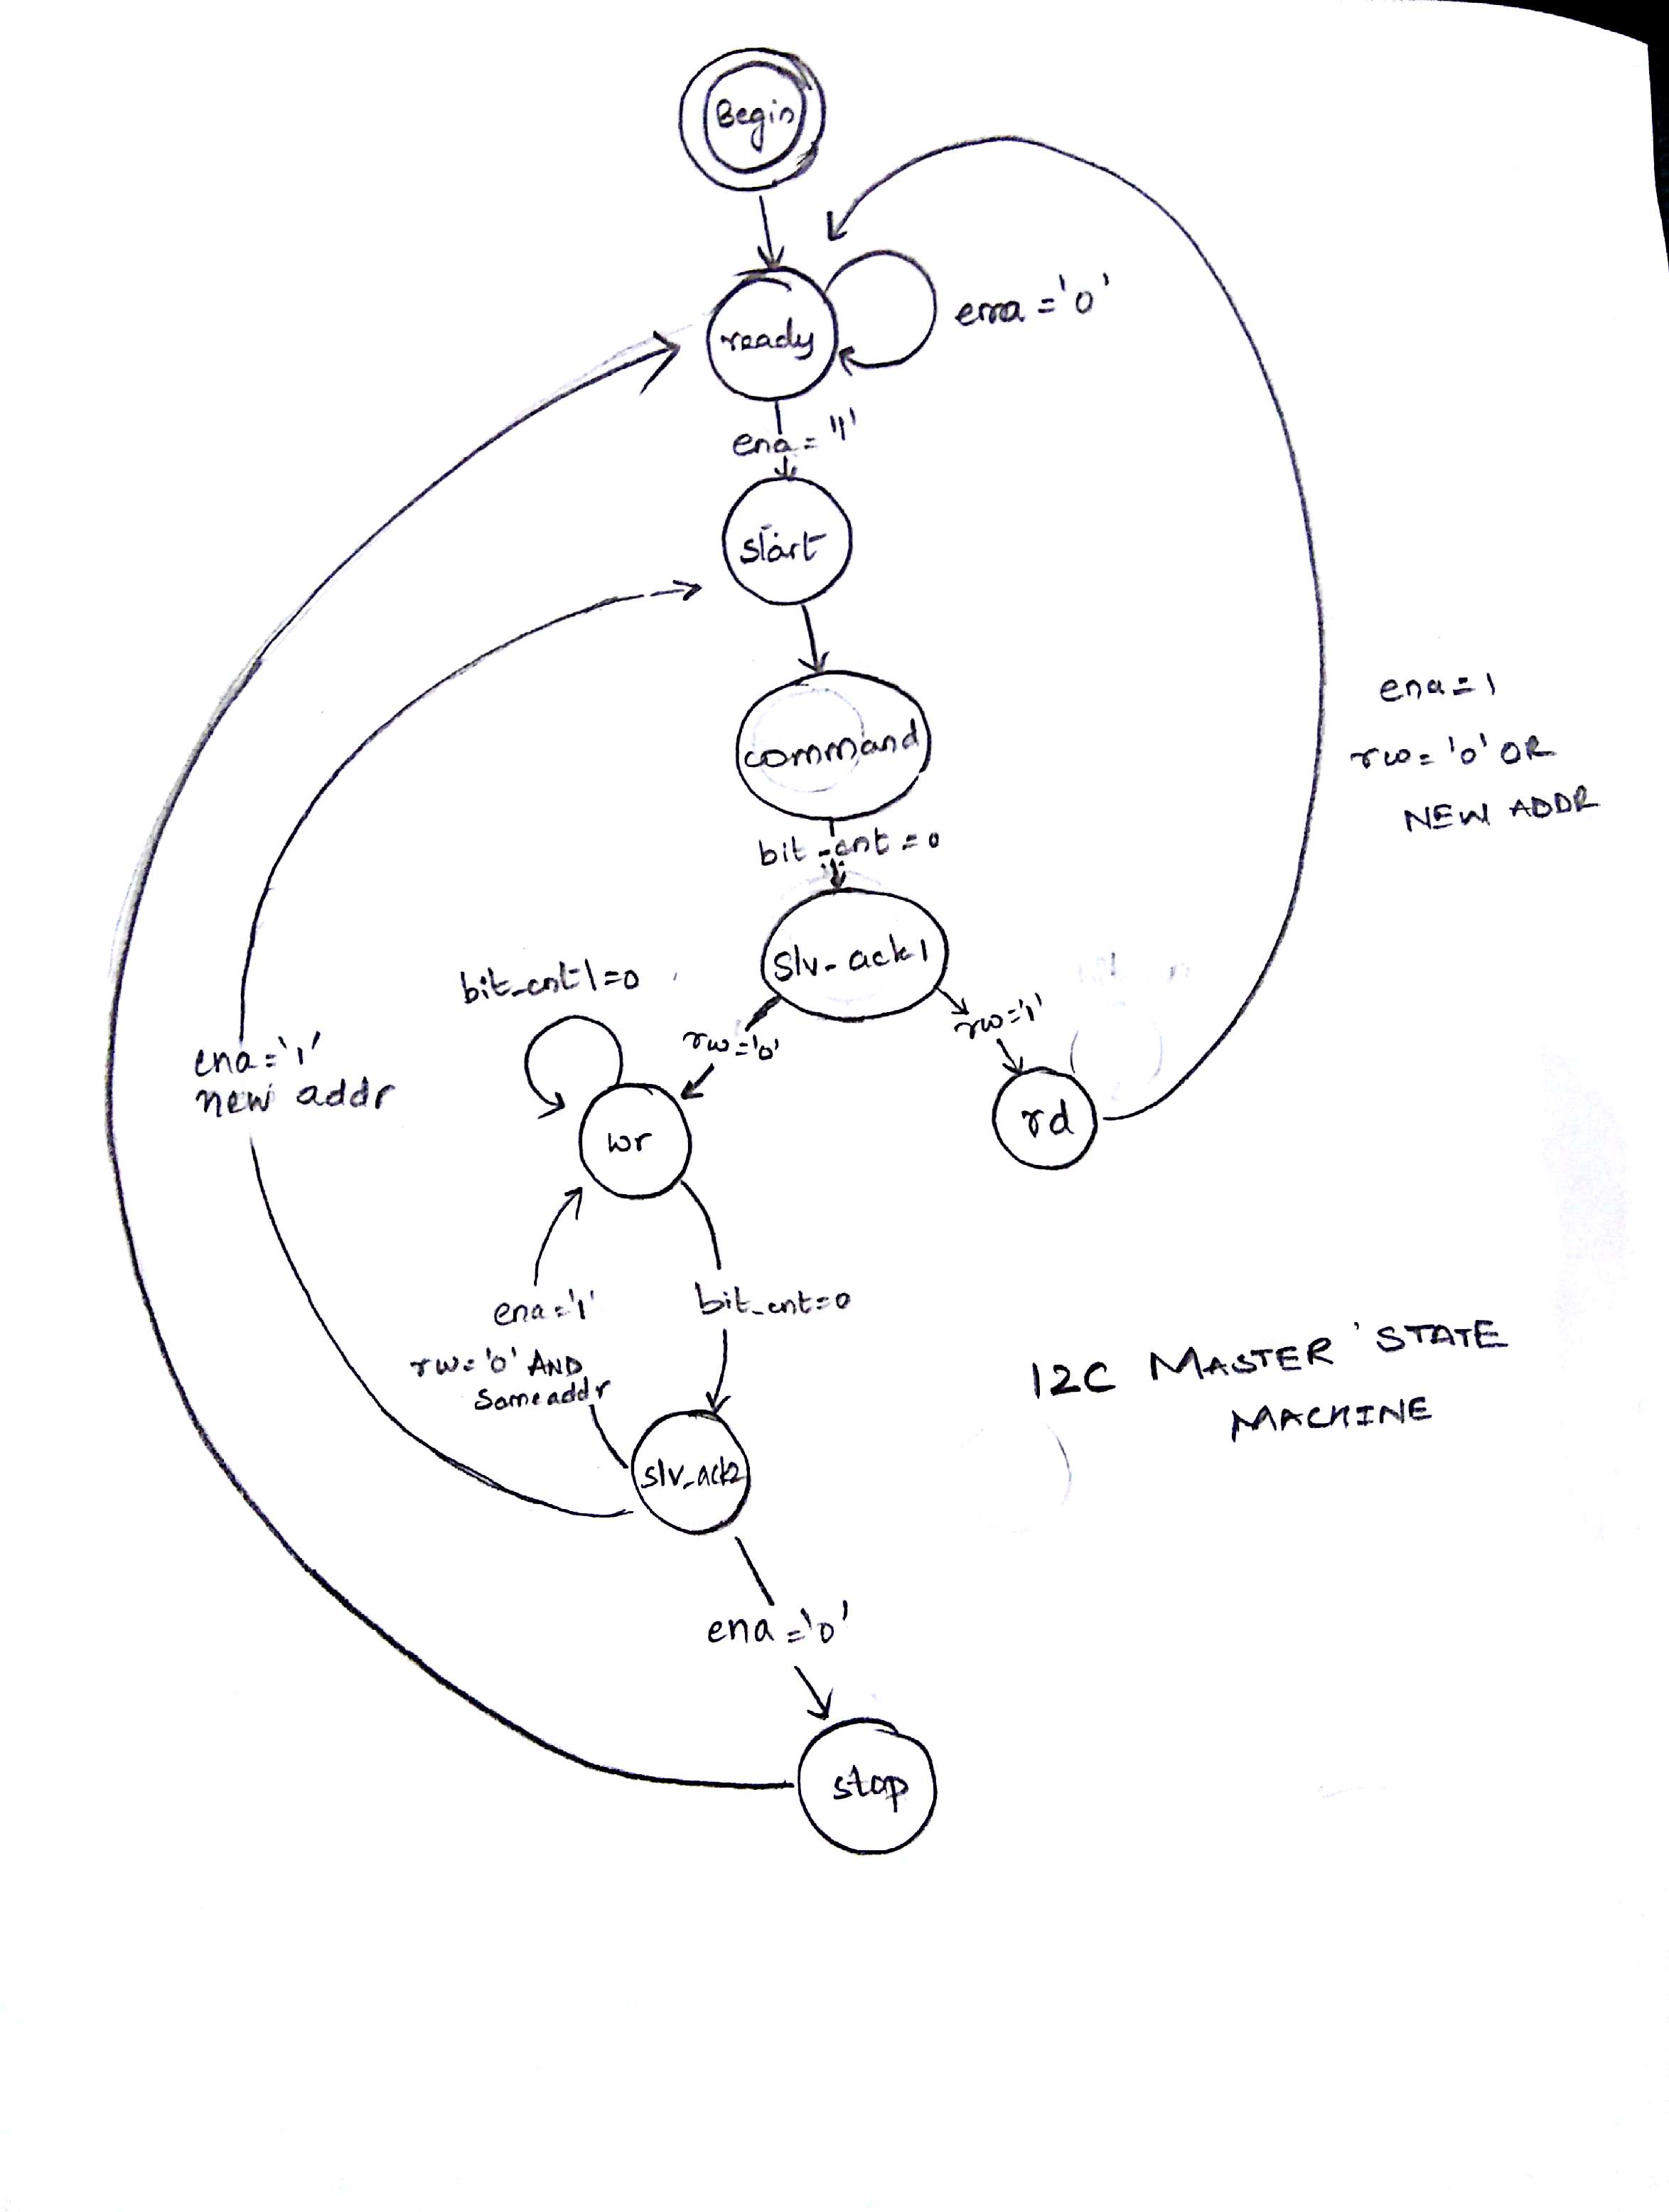 Begin
ready
ena = '0'
ena = '1'
start
ena = 1
rw = '0' OR
NEW ADDR
command
bit_cnt = 0
slv_ack1
bit_cnt != 0
rw = '0'
rw = '1'
ena = '1'
new addr
rd
wr
ena = '1'
bit_cnt = 0
rw = '0' AND
same addr
I2C MASTER STATE
MACHINE
slv_ack2
ena = '0'
stop